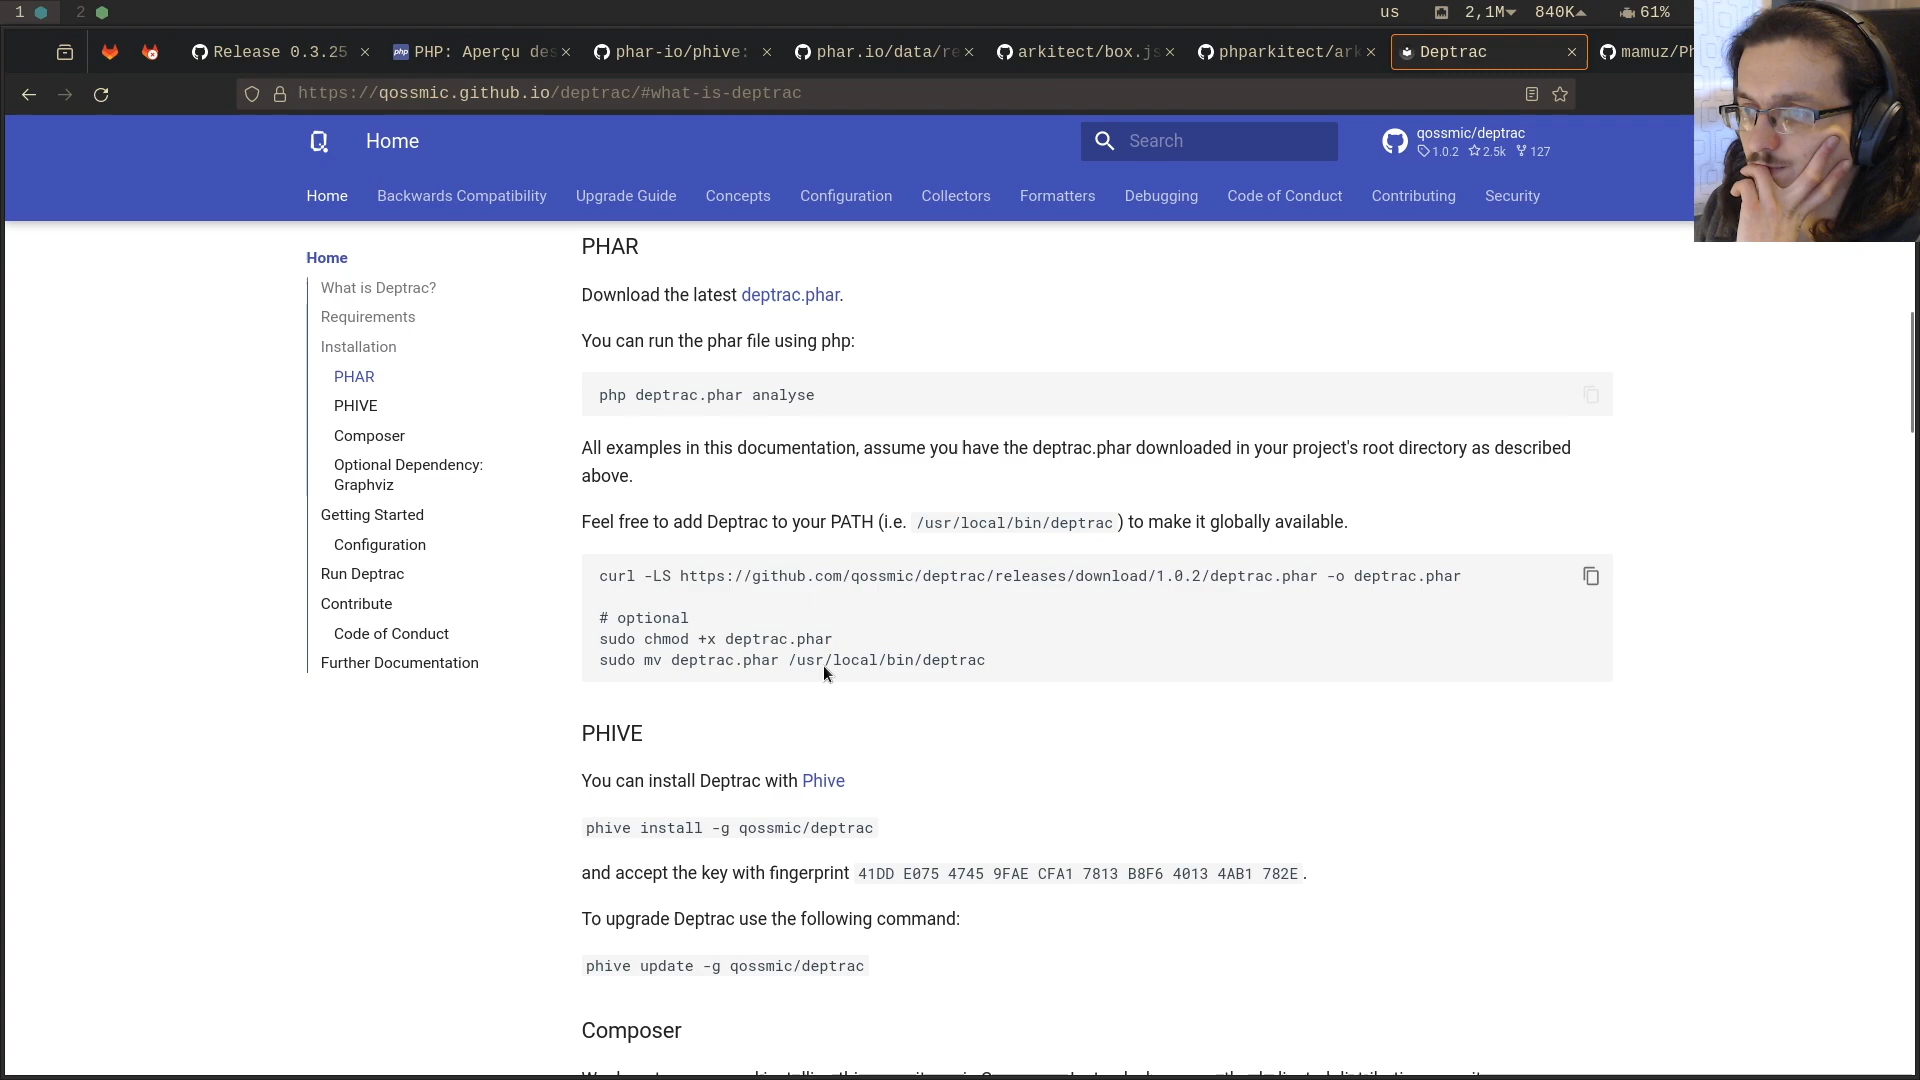 1 2 us 2,1M 840K 61%
Release 0.3.25 PHP: Aperçu des phar-io/phive: phar.io/data/re arkitect/box.js phparkitect/ark Deptrac mamuz/Ph
https://qossmic.github.io/deptrac/#what-is-deptrac
Home Search qossmic/deptrac
1.0.2 2.5k 127
Home Backwards Compatibility Upgrade Guide Concepts Configuration Collectors Formatters Debugging Code of Conduct Contributing Security
Home
What is Deptrac?
Requirements
Installation
PHAR
PHIVE
Composer
Optional Dependency:
Graphviz
Getting Started
Configuration
Run Deptrac
Contribute
Code of Conduct
Further Documentation
PHAR
Download the latest deptrac.phar.
You can run the phar file using php:
php deptrac.phar analyse
All examples in this documentation, assume you have the deptrac.phar downloaded in your project's root directory as described
above.
Feel free to add Deptrac to your PATH (i.e. /usr/local/bin/deptrac ) to make it globally available.
curl -LS https://github.com/qossmic/deptrac/releases/download/1.0.2/deptrac.phar -o deptrac.phar
# optional
sudo chmod +x deptrac.phar
sudo mv deptrac.phar /usr/local/bin/deptrac
PHIVE
You can install Deptrac with Phive
phive install -g qossmic/deptrac
and accept the key with fingerprint 41DD E075 4745 9FAE CFA1 7813 B8F6 4013 4AB1 782E .
To upgrade Deptrac use the following command:
phive update -g qossmic/deptrac
Composer